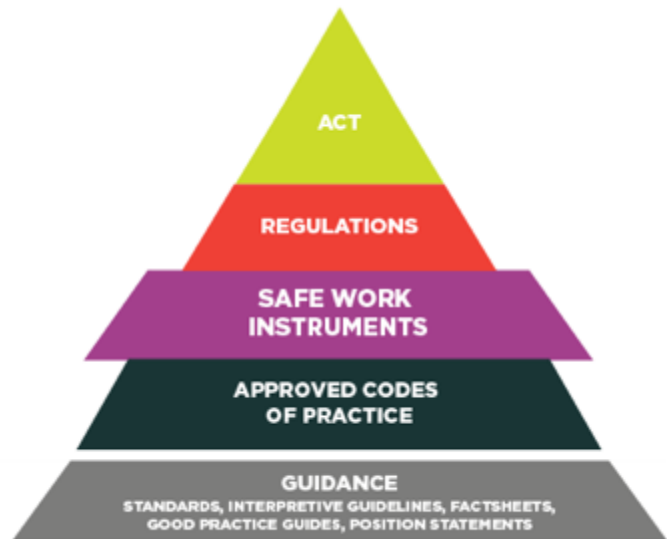 ACT
REGULATIONS
SAFE WORK
INSTRUMENTS
APPROVED CODES
OF PRACTICE
GUIDANCE
STANDARDS, INTERPRETIVE GUIDELINES, FACTSHEETS,
GOOD PRACTICE GUIDES, POSITION STATEMENTS